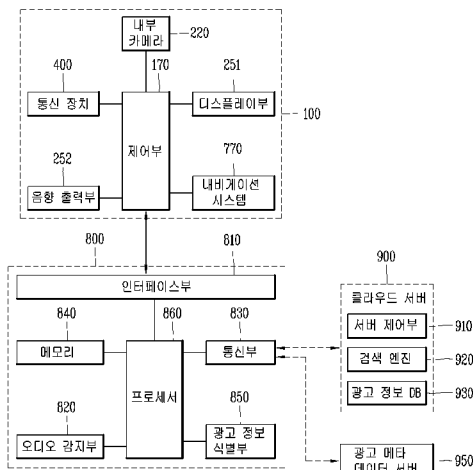 내부
카메라
220
400
170
251
통신 장치
디스플레이부
100
제어부
252
770
음향 출력부
내비게이션
시스템
800
810
인터페이스부
900
840
860
830
클라우드 서버
서버 제어부
910
메모리
통신부
검색 엔진
920
프로세서
820
850
광고 정보 DB
930
오디오 감지부
광고 정보
식별부
광고 메타
데이터 서버
950